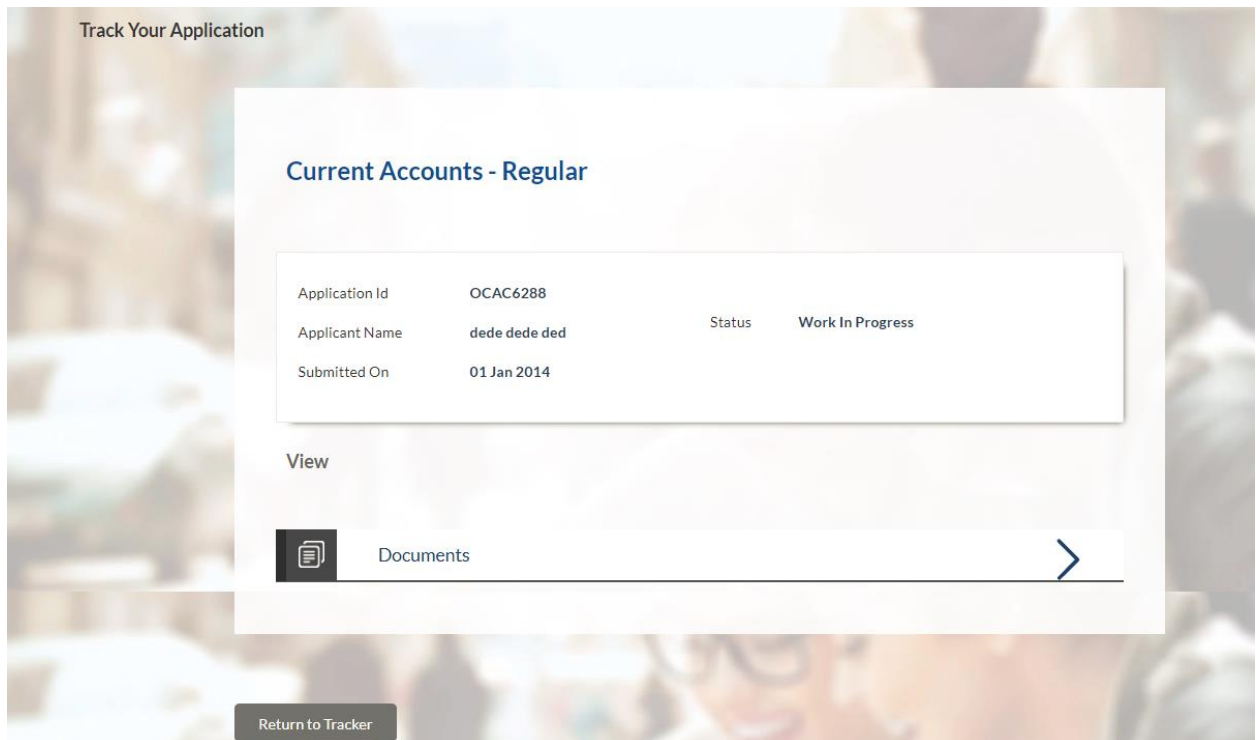 Track Your Application
Current Accounts - Regular
Application Id OCAC6288
Applicant Name dede dede ded
Status Work In Progress
Submitted On 01 Jan 2014
View
Documents
Return to Tracker